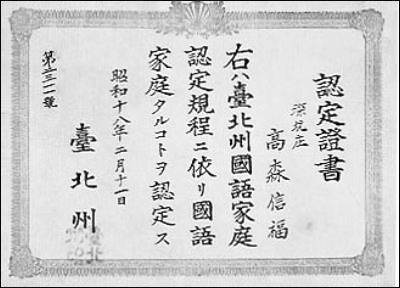 認定證書
深坑庄
高森信福
右ハ臺北州國語家庭
認定規程ニ依リ國語
家庭タルコトヲ認定ス
昭和十八年二月十一日
臺北州
第二三一一號